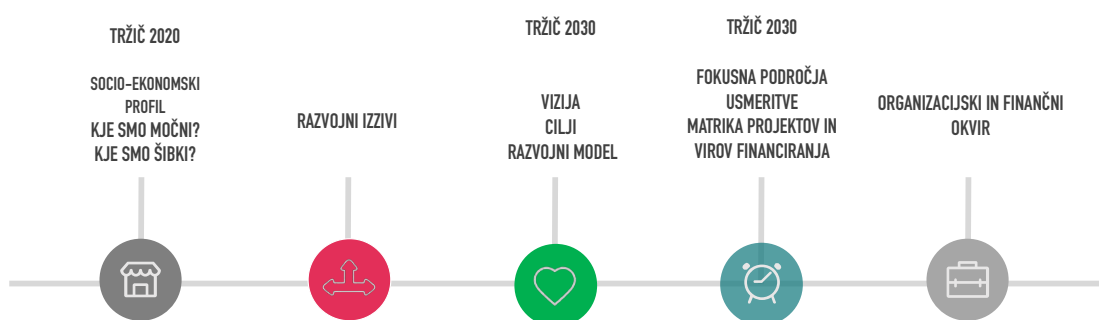 TRŽIČ 2020
SOCIO-EKONOMSKI
PROFIL
KJE SMO MOČNI?
KJE SMO ŠIBKI?
RAZVOJNI IZZIVI
TRŽIČ 2030
VIZIJA
CILJI
RAZVOJNI MODEL
TRŽIČ 2030
FOKUSNA PODROČJA
USMERITVE
MATRIKA PROJEKTOV IN
VIROV FINANCIRANJA
ORGANIZACIJSKI IN FINANČNI
OKVIR